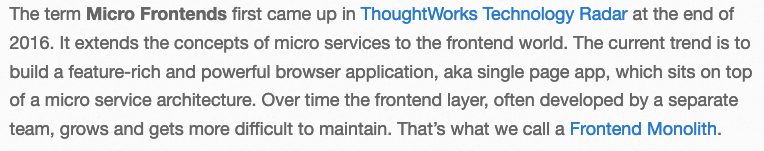 The term Micro Frontends first came up in ThoughtWorks Technology Radar at the end of
2016. It extends the concepts of micro services to the frontend world. The current trend is to
build a feature-rich and powerful browser application, aka single page app, which sits on top
of a micro service architecture. Over time the frontend layer, often developed by a separate
team, grows and gets more difficult to maintain. That’s what we call a Frontend Monolith.